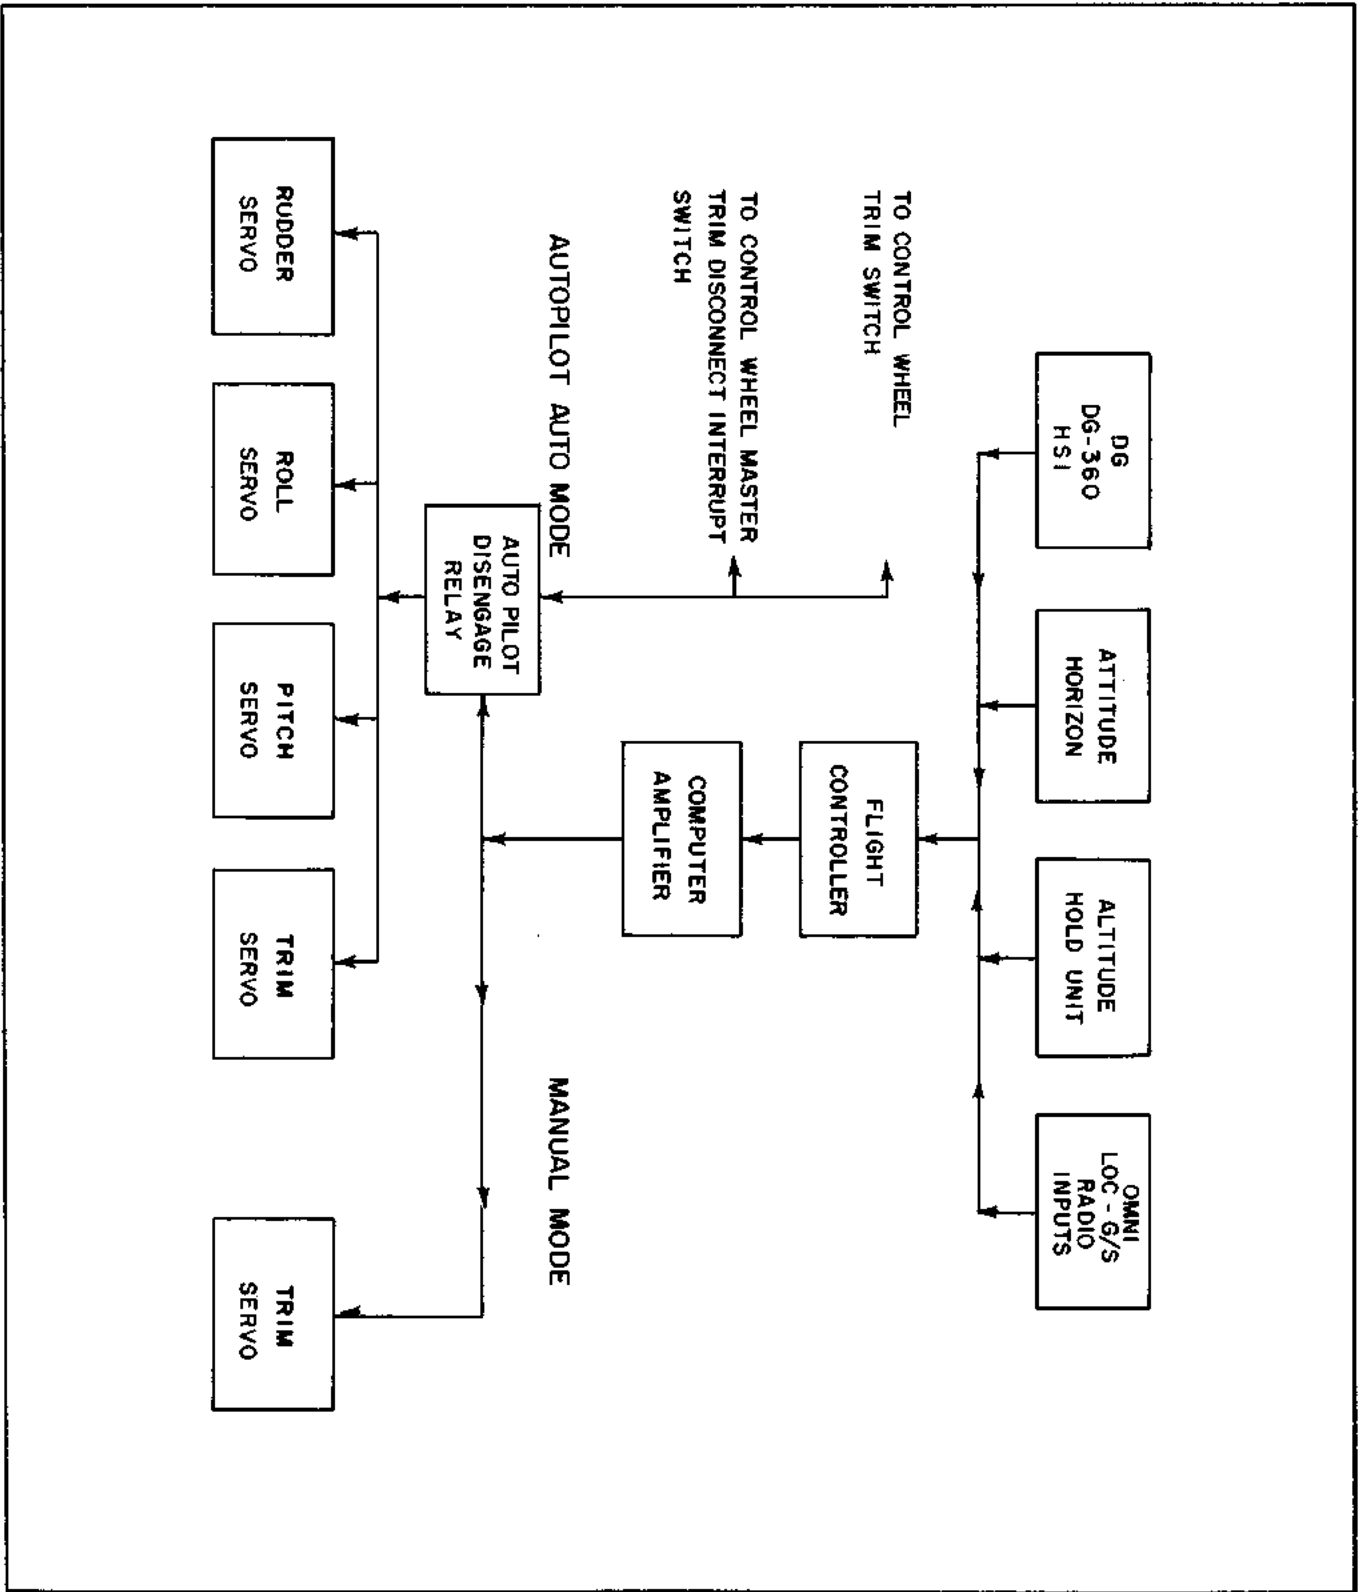 DG
DG-360
HSI
ATTITUDE
HORIZON
ALTITUDE
HOLD UNIT
OMNI
LOC - G/S
RADIO
INPUTS
TO CONTROL WHEEL
TRIM SWITCH
FLIGHT
CONTROLLER
TO CONTROL WHEEL MASTER
TRIM DISCONNECT INTERRUPT
SWITCH
COMPUTER
AMPLIFIER
AUTOPILOT AUTO MODE
MANUAL MODE
AUTO PILOT
DISENGAGE
RELAY
RUDDER
SERVO
ROLL
SERVO
PITCH
SERVO
TRIM
SERVO
TRIM
SERVO